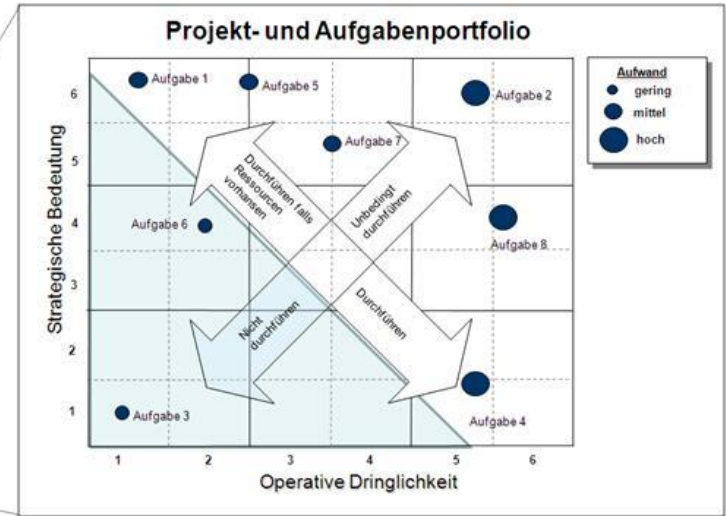 Projekt- und Aufgabenportfolio
Aufwand
gering
mittel
hoch
Strategische Bedeutung
6
5
4
3
2
1
Aufgabe 1
Aufgabe 5
Aufgabe 2
Aufgabe 7
Durchführen falls
Ressourcen
vorhansen
Unbedingt
durchführen
Aufgabe 6
Aufgabe 8
Nicht
durchführen
Durchführen
Aufgabe 3
Aufgabe 4
1 2 3 4 5 6
Operative Dringlichkeit